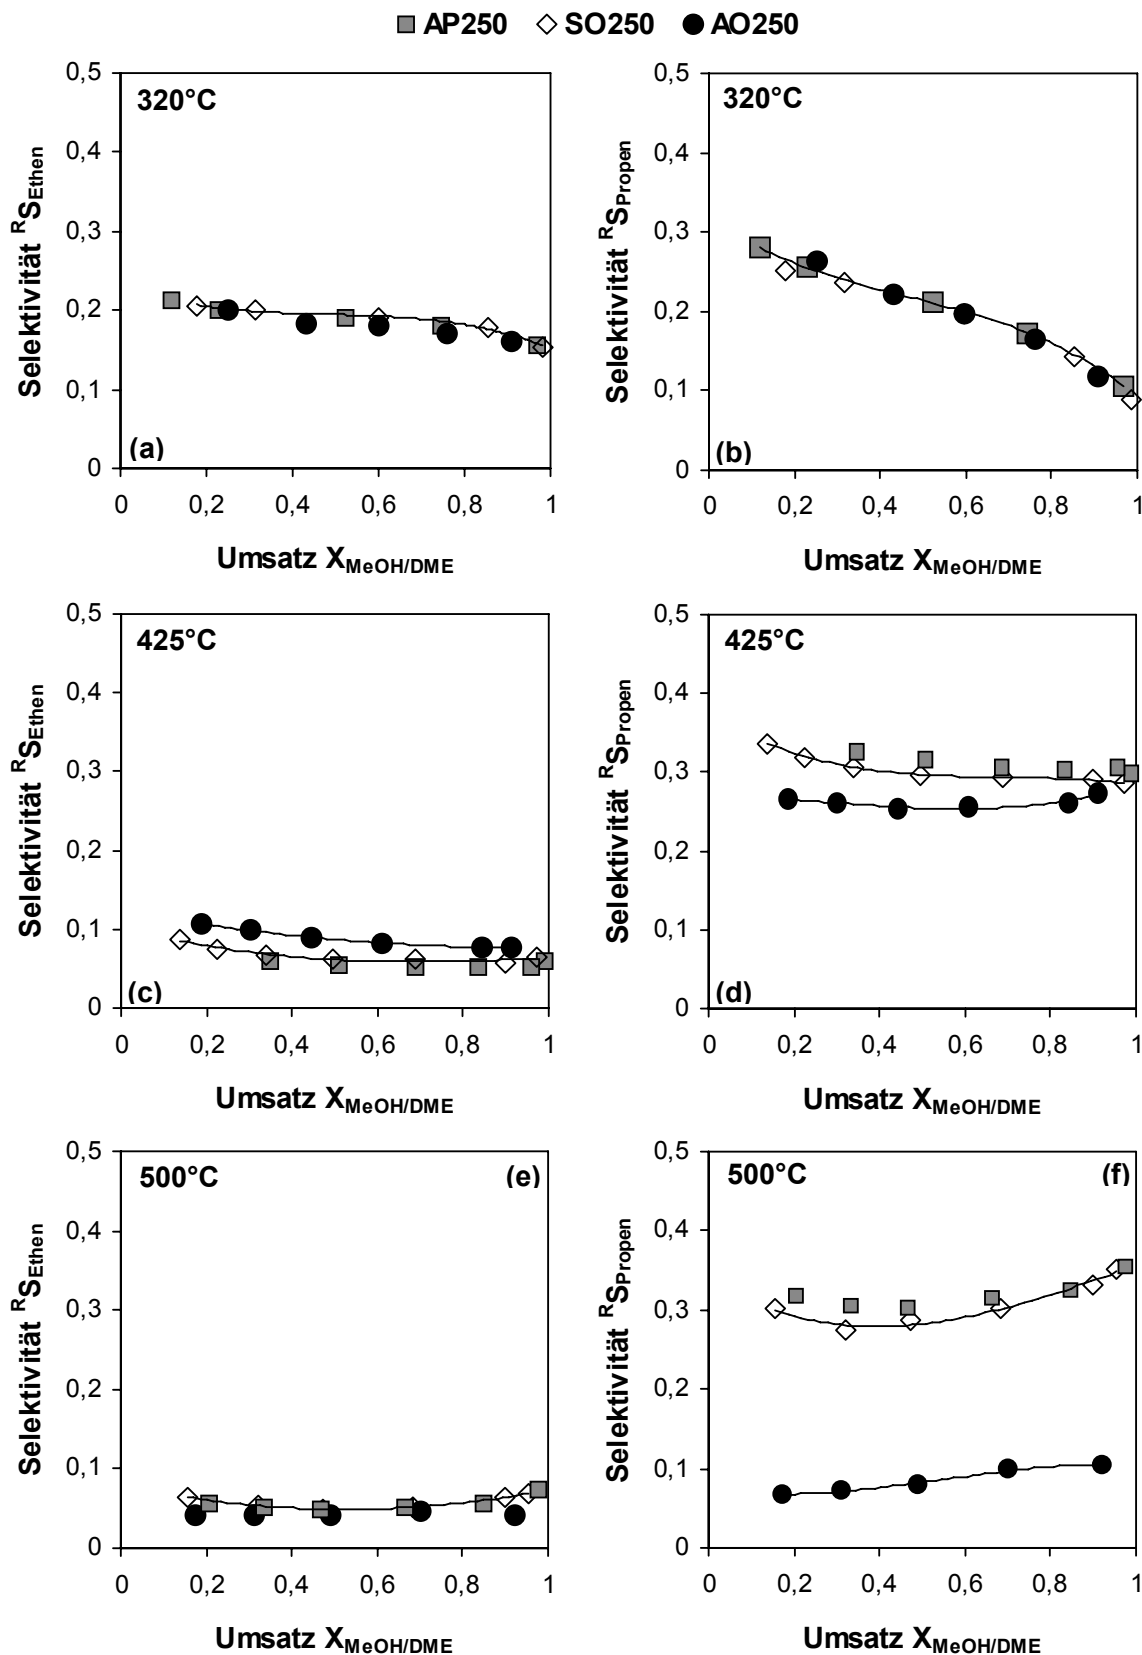 AP250 SO250 AO250
0,5
0,4
0,3
0,2
0,1
0
320°C
(a)
Selektivität ᴿS_Ethen
0 0,2 0,4 0,6 0,8 1
Umsatz X_MeOH/DME
0,5
0,4
0,3
0,2
0,1
0
320°C
(b)
Selektivität ᴿS_Propen
0 0,2 0,4 0,6 0,8 1
Umsatz X_MeOH/DME
0,5
0,4
0,3
0,2
0,1
0
425°C
(c)
Selektivität ᴿS_Ethen
0 0,2 0,4 0,6 0,8 1
Umsatz X_MeOH/DME
0,5
0,4
0,3
0,2
0,1
0
425°C
(d)
Selektivität ᴿS_Propen
0 0,2 0,4 0,6 0,8 1
Umsatz X_MeOH/DME
0,5
0,4
0,3
0,2
0,1
0
500°C (e)
Selektivität ᴿS_Ethen
0 0,2 0,4 0,6 0,8 1
Umsatz X_MeOH/DME
0,5
0,4
0,3
0,2
0,1
0
500°C (f)
Selektivität ᴿS_Propen
0 0,2 0,4 0,6 0,8 1
Umsatz X_MeOH/DME